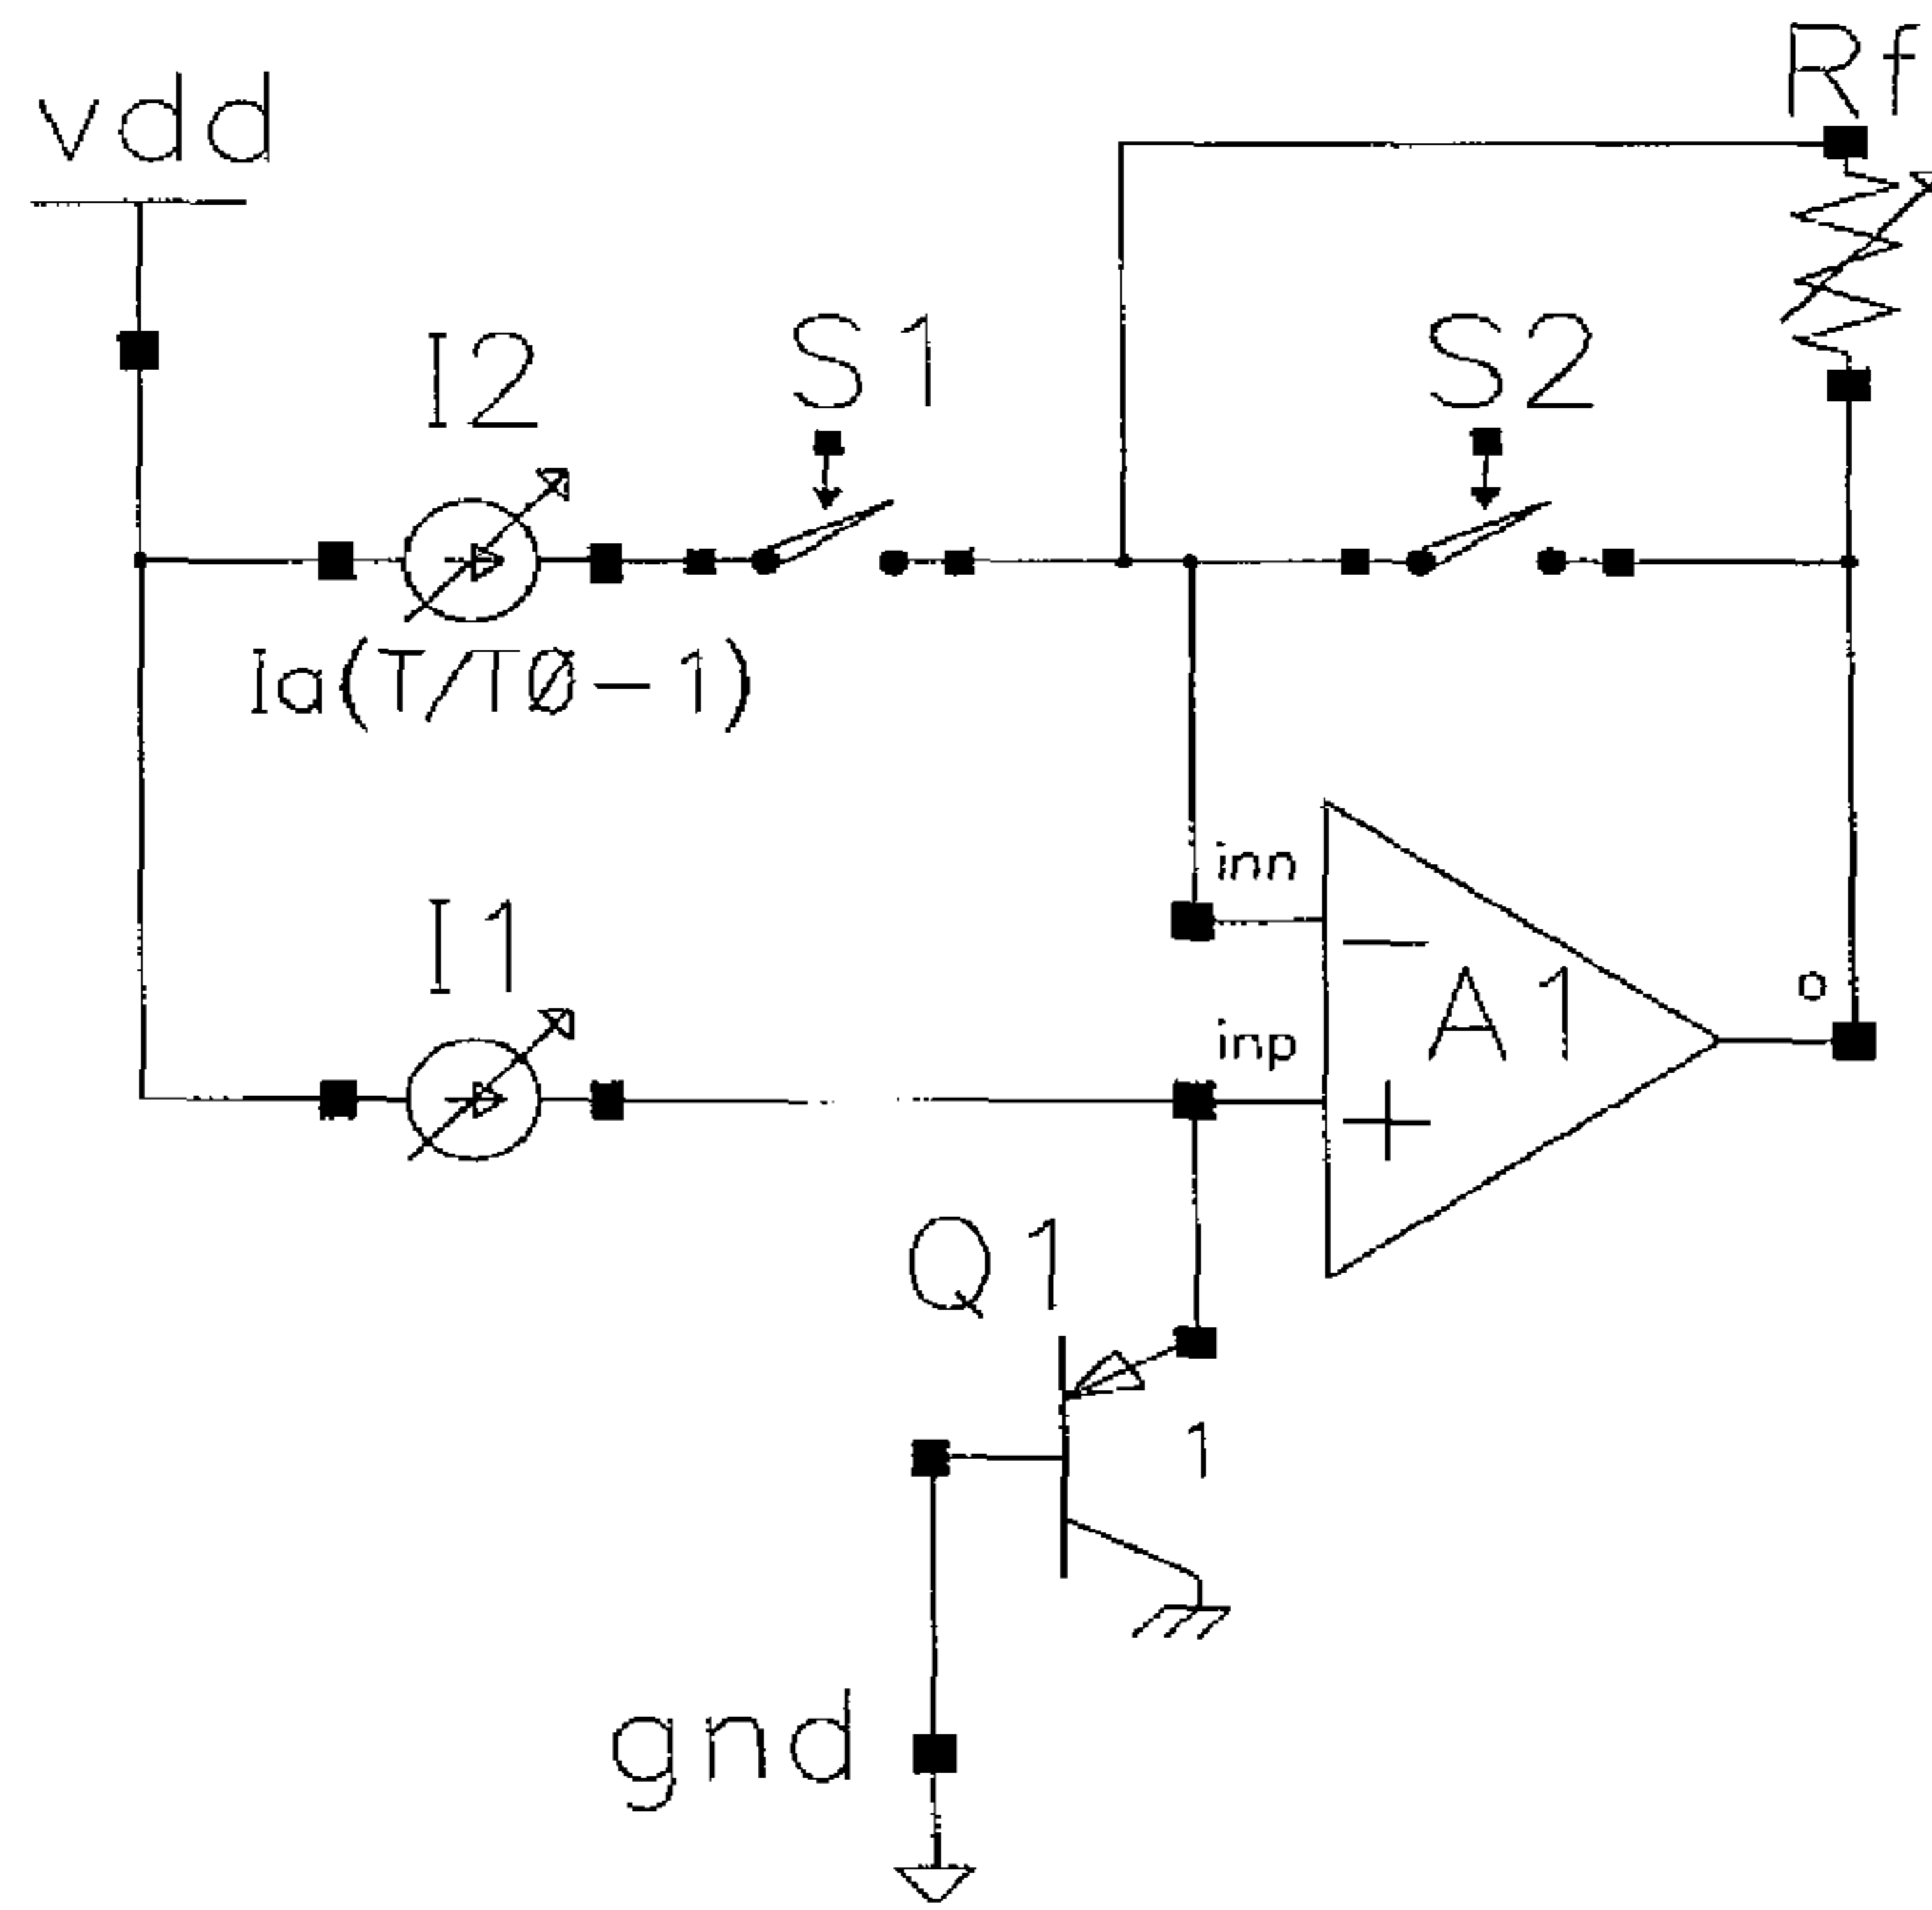 Rf
vdd
I2
S1
S2
Ia(T/T0-1)
inn
I1
A1
o
inp
Q1
1
gnd